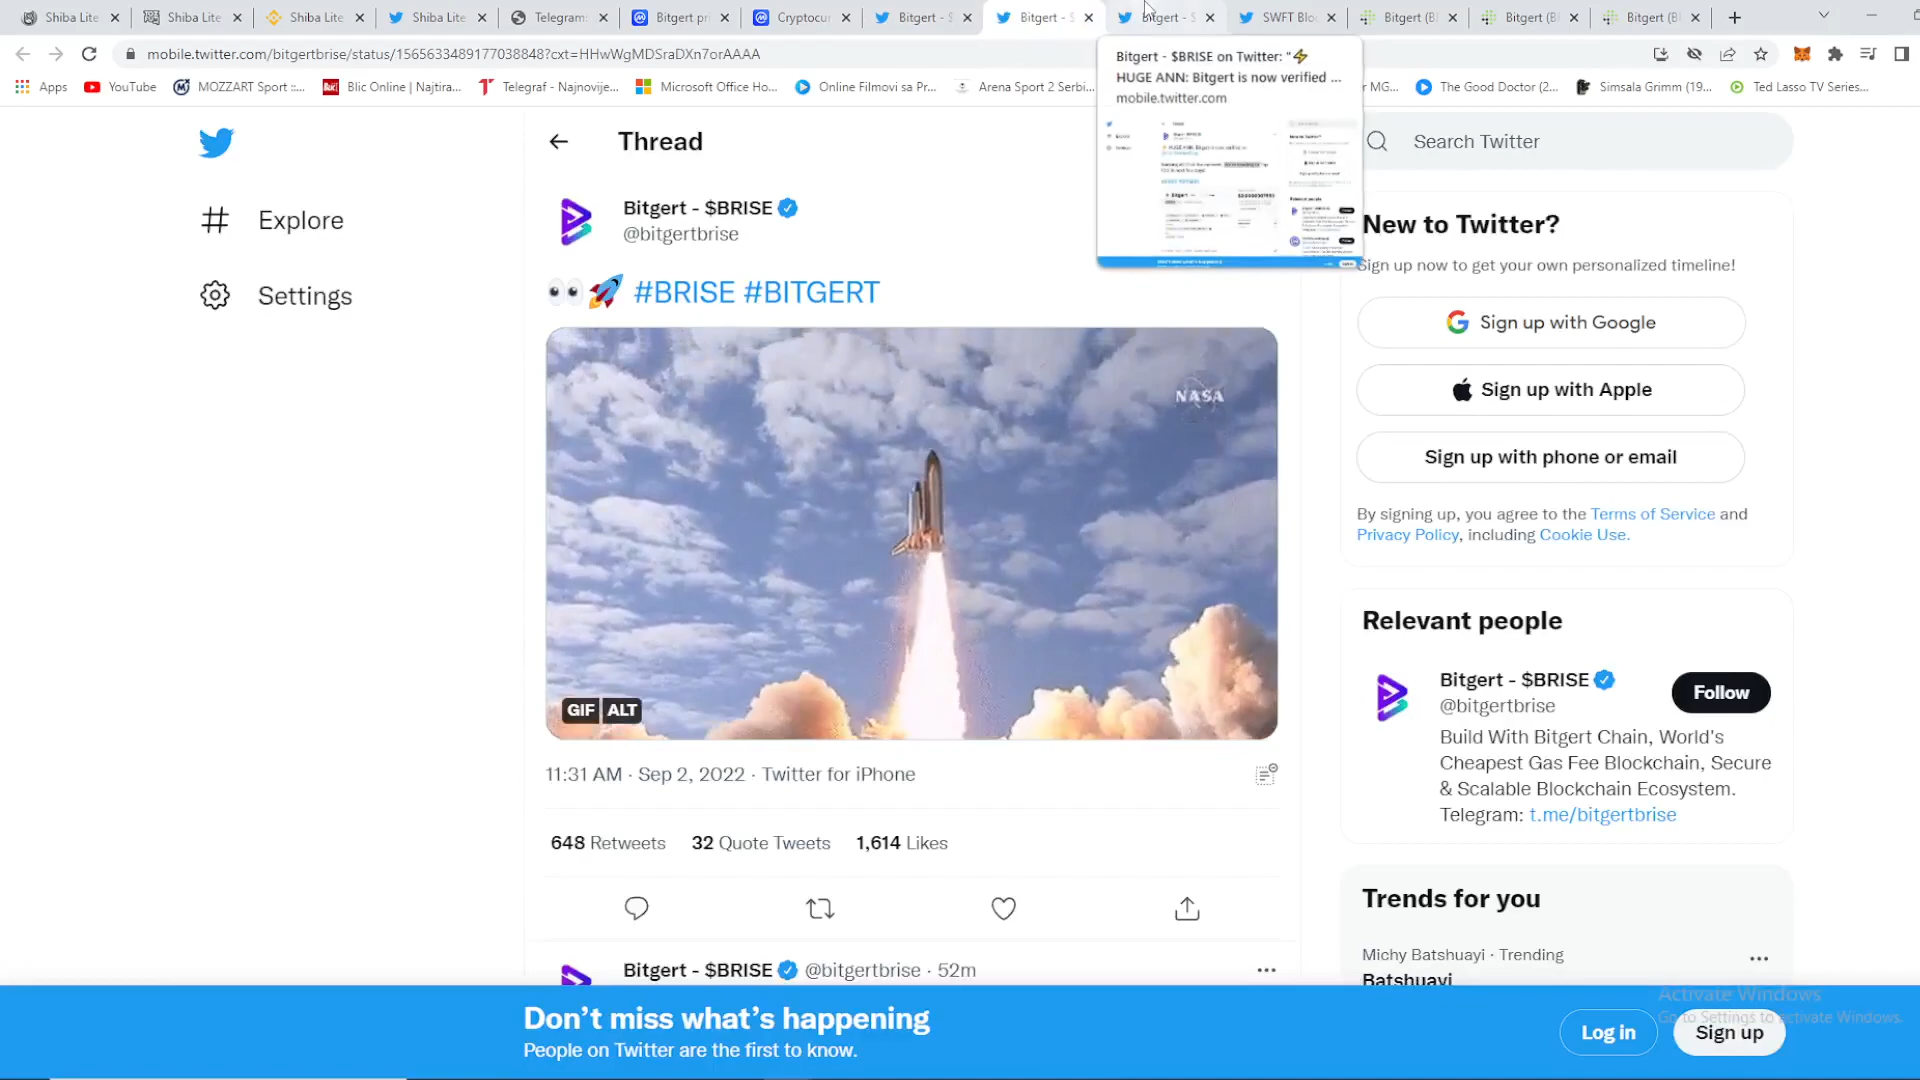 Shiba Lite
Shiba Lite
Shiba Lite
Shiba Lite
Telegram:
Bitgert pri
Cryptocur
Bitgert - $
Bitgert - $
Bitgert - $
SWFT Blo
Bitgert (B
Bitgert (B
Bitgert (B
mobile.twitter.com/bitgertbrise/status/1565633489177038848?cxt=HHwWgMDSraDXn7orAAAA
Apps
YouTube
MOZZART Sport ::...
Blic Online | Najtira...
Telegraf - Najnovije...
Microsoft Office Ho...
Online Filmovi sa Pr...
Arena Sport 2 Serbi...
r MG...
The Good Doctor (2...
Simsala Grimm (19...
Ted Lasso TV Series...
Bitgert - $BRISE on Twitter: "⚡
HUGE ANN: Bitgert is now verified ...
mobile.twitter.com
Explore
Settings
Thread
Bitgert - $BRISE
@bitgertbrise
👀🚀 #BRISE #BITGERT
NASA
GIF ALT
11:31 AM · Sep 2, 2022 · Twitter for iPhone
648 Retweets 32 Quote Tweets 1,614 Likes
Bitgert - $BRISE @bitgertbrise · 52m
Search Twitter
New to Twitter?
Sign up now to get your own personalized timeline!
Sign up with Google
Sign up with Apple
Sign up with phone or email
By signing up, you agree to the Terms of Service and
Privacy Policy, including Cookie Use.
Relevant people
Bitgert - $BRISE
@bitgertbrise
Follow
Build With Bitgert Chain, World's
Cheapest Gas Fee Blockchain, Secure
& Scalable Blockchain Ecosystem.
Telegram: t.me/bitgertbrise
Trends for you
Michy Batshuayi · Trending
Batshuayi
Activate Windows
Go to Settings to activate Windows.
Don't miss what's happening
People on Twitter are the first to know.
Log in
Sign up